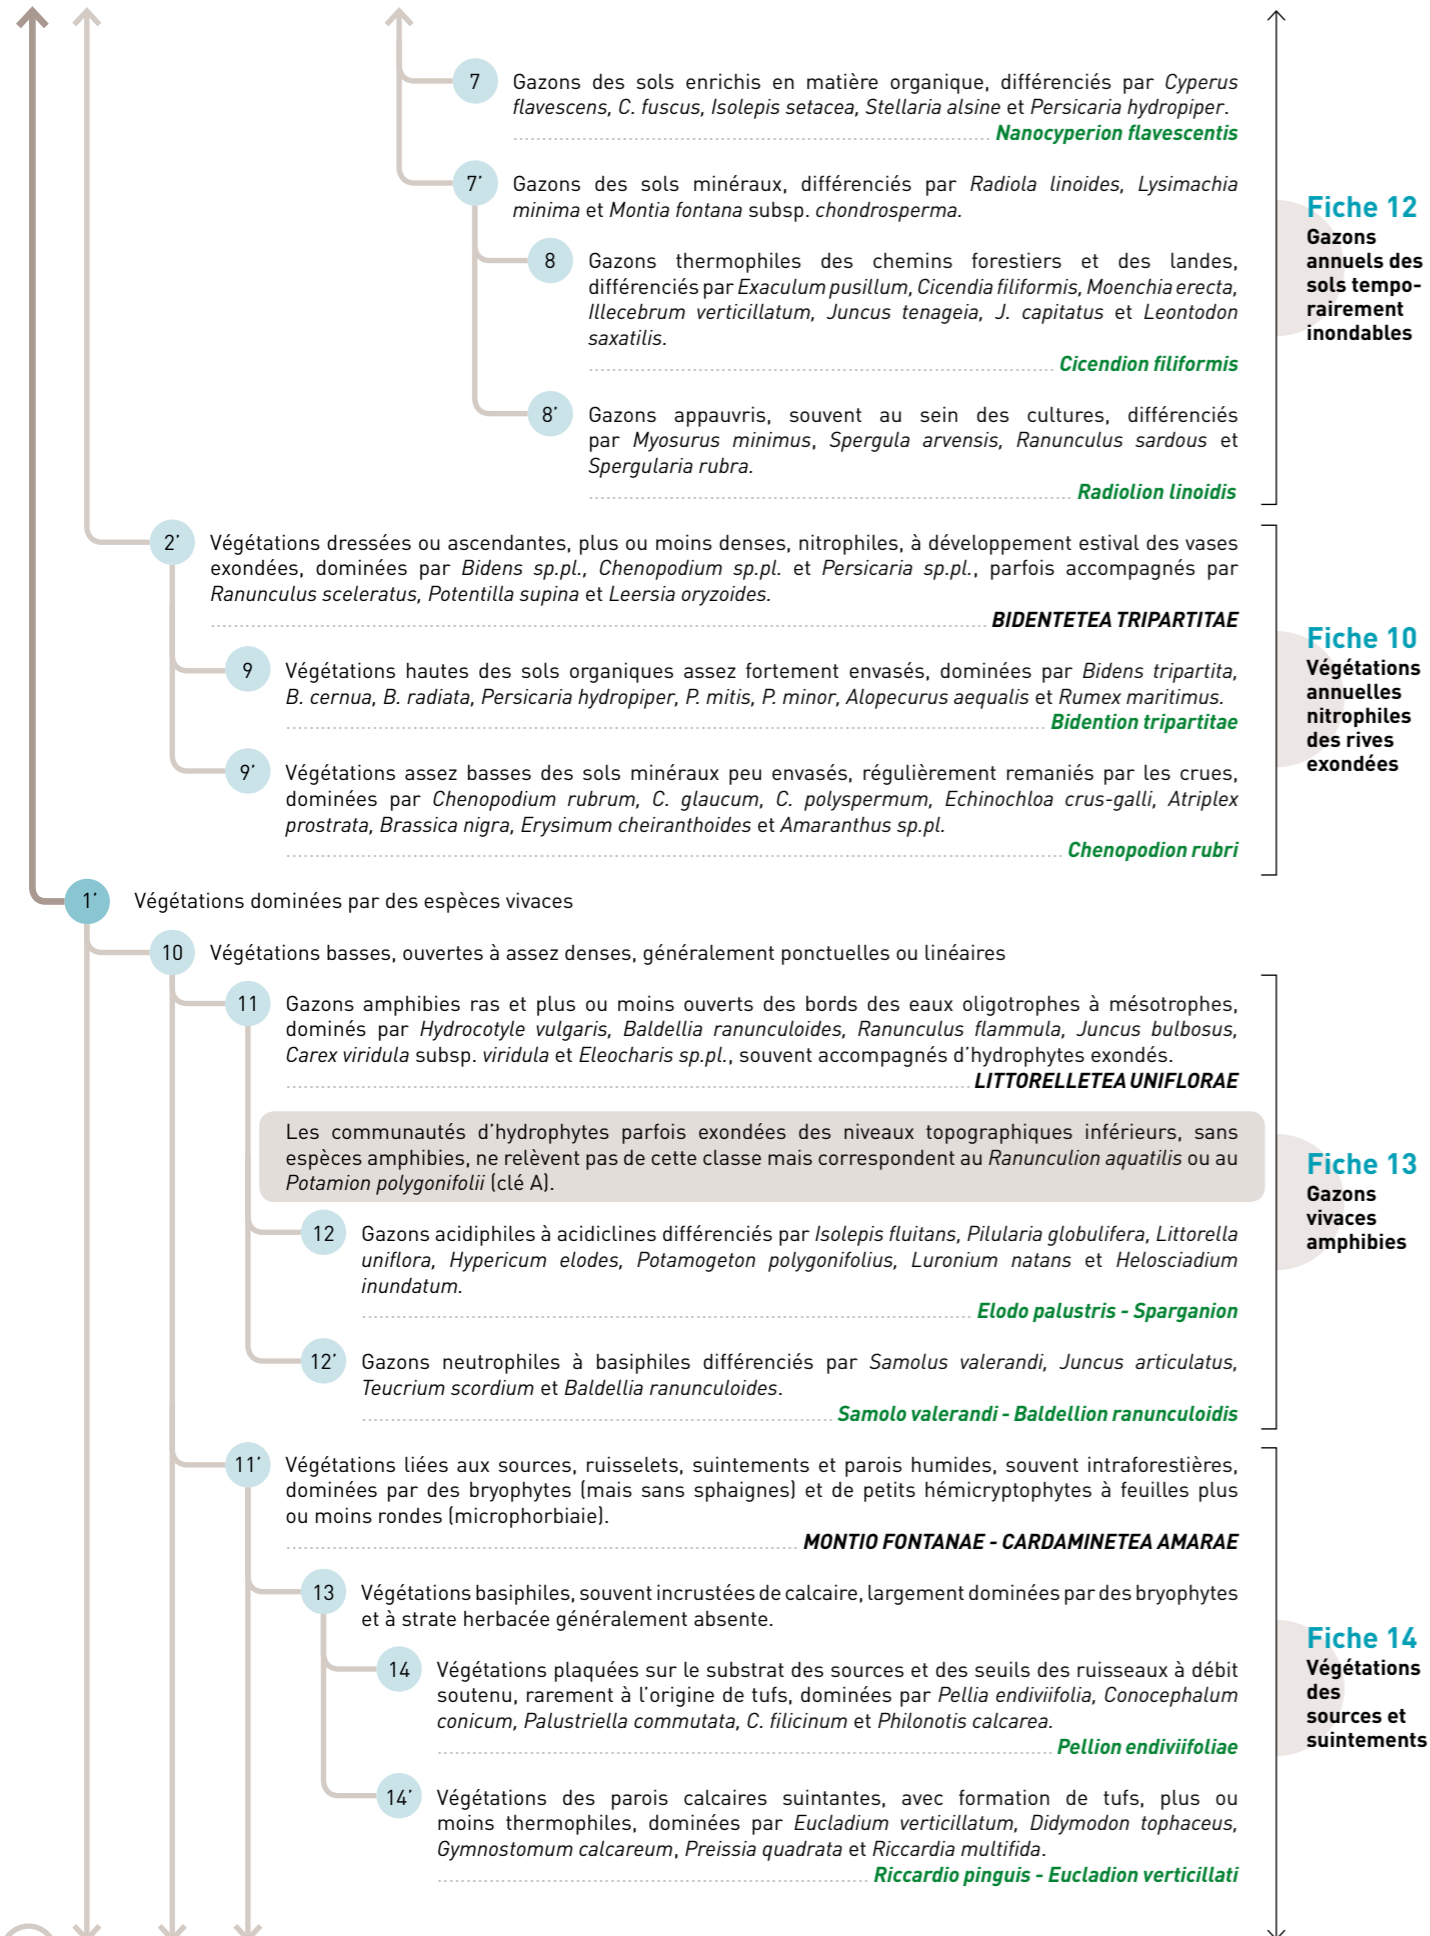 7
Gazons des sols enrichis en matière organique, différenciés par Cyperus
flavescens, C. fuscus, Isolepis setacea, Stellaria alsine et Persicaria hydropiper.
Nanocyperion flavescentis
7’
Gazons des sols minéraux, différenciés par Radiola linoides, Lysimachia
minima et Montia fontana subsp. chondrosperma.
8
Gazons thermophiles des chemins forestiers et des landes,
différenciés par Exaculum pusillum, Cicendia filiformis, Moenchia erecta,
Illecebrum verticillatum, Juncus tenageia, J. capitatus et Leontodon
saxatilis.
Cicendion filiformis
8’
Gazons appauvris, souvent au sein des cultures, différenciés
par Myosurus minimus, Spergula arvensis, Ranunculus sardous et
Spergularia rubra.
Radiolion linoidis
Fiche 12
Gazons
annuels des
sols tempo-
rairement
inondables
2’
Végétations dressées ou ascendantes, plus ou moins denses, nitrophiles, à développement estival des vases
exondées, dominées par Bidens sp.pl., Chenopodium sp.pl. et Persicaria sp.pl., parfois accompagnés par
Ranunculus sceleratus, Potentilla supina et Leersia oryzoides.
BIDENTETEA TRIPARTITAE
9
Végétations hautes des sols organiques assez fortement envasés, dominées par Bidens tripartita,
B. cernua, B. radiata, Persicaria hydropiper, P. mitis, P. minor, Alopecurus aequalis et Rumex maritimus.
Bidention tripartitae
9’
Végétations assez basses des sols minéraux peu envasés, régulièrement remaniés par les crues,
dominées par Chenopodium rubrum, C. glaucum, C. polyspermum, Echinochloa crus-galli, Atriplex
prostrata, Brassica nigra, Erysimum cheiranthoides et Amaranthus sp.pl.
Chenopodion rubri
Fiche 10
Végétations
annuelles
nitrophiles
des rives
exondées
1’
Végétations dominées par des espèces vivaces
10
Végétations basses, ouvertes à assez denses, généralement ponctuelles ou linéaires
11
Gazons amphibies ras et plus ou moins ouverts des bords des eaux oligotrophes à mésotrophes,
dominés par Hydrocotyle vulgaris, Baldellia ranunculoides, Ranunculus flammula, Juncus bulbosus,
Carex viridula subsp. viridula et Eleocharis sp.pl., souvent accompagnés d’hydrophytes exondés.
LITTORELLETEA UNIFLORAE
Les communautés d’hydrophytes parfois exondées des niveaux topographiques inférieurs, sans
espèces amphibies, ne relèvent pas de cette classe mais correspondent au Ranunculion aquatilis ou au
Potamion polygonifolii (clé A).
12
Gazons acidiphiles à acidiclines différenciés par Isolepis fluitans, Pilularia globulifera, Littorella
uniflora, Hypericum elodes, Potamogeton polygonifolius, Luronium natans et Helosciadium
inundatum.
Elodo palustris - Sparganion
12’
Gazons neutrophiles à basiphiles différenciés par Samolus valerandi, Juncus articulatus,
Teucrium scordium et Baldellia ranunculoides.
Samolo valerandi - Baldellion ranunculoidis
Fiche 13
Gazons
vivaces
amphibies
11’
Végétations liées aux sources, ruisselets, suintements et parois humides, souvent intraforestières,
dominées par des bryophytes (mais sans sphaignes) et de petits hémicryptophytes à feuilles plus
ou moins rondes (microphorbiaie).
MONTIO FONTANAE - CARDAMINETEA AMARAE
13
Végétations basiphiles, souvent incrustées de calcaire, largement dominées par des bryophytes
et à strate herbacée généralement absente.
14
Végétations plaquées sur le substrat des sources et des seuils des ruisseaux à débit
soutenu, rarement à l’origine de tufs, dominées par Pellia endiviifolia, Conocephalum
conicum, Palustriella commutata, C. filicinum et Philonotis calcarea.
Pellion endiviifoliae
14’
Végétations des parois calcaires suintantes, avec formation de tufs, plus ou
moins thermophiles, dominées par Eucladium verticillatum, Didymodon tophaceus,
Gymnostomum calcareum, Preissia quadrata et Riccardia multifida.
Riccardio pinguis - Eucladion verticillati
Fiche 14
Végétations
des
sources et
suintements